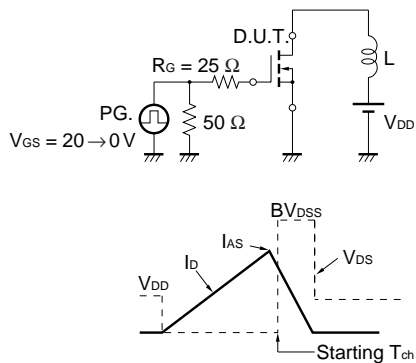 D.U.T.
RG = 25 Ω
L
PG.
50 Ω
VDD
VGS = 20 → 0 V
BVDSS
IAS
VDS
ID
VDD
Starting Tch